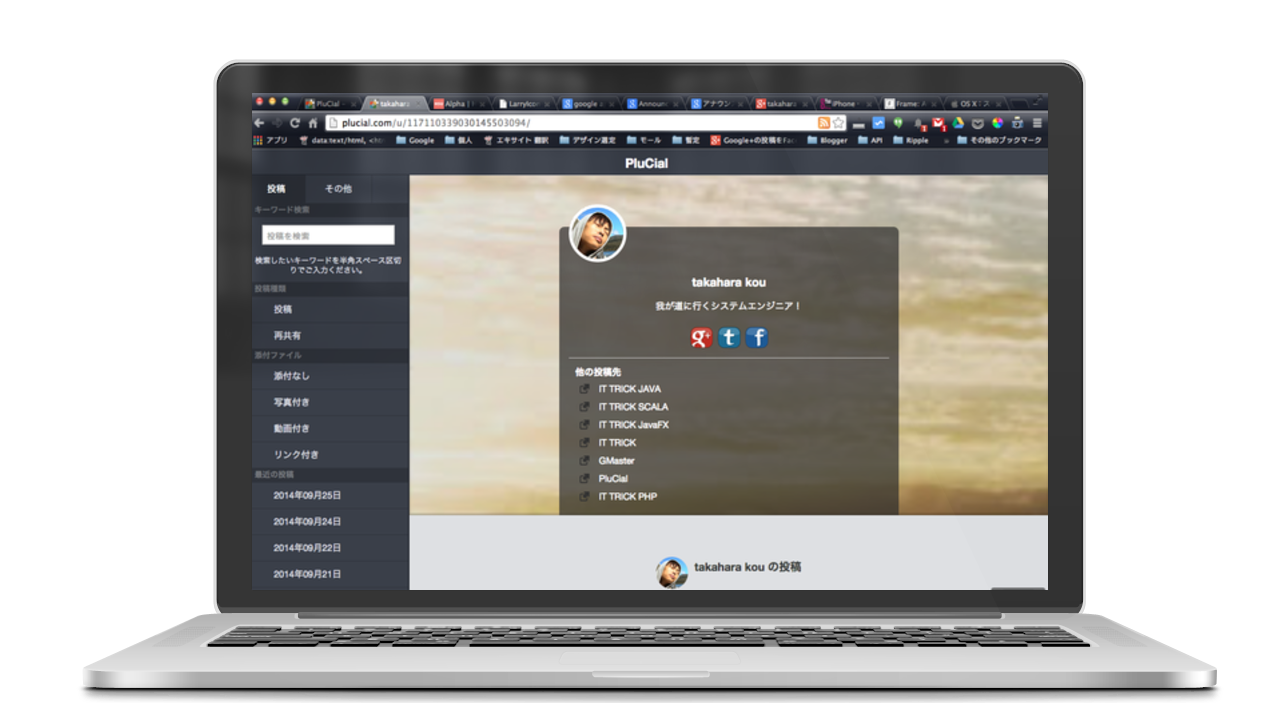 PluCial
takahara
Alpha |
LarryIcon
google a
Announc
アナウン
takahara
iPhone
Frame: A
OS X : ス
plucial.com/u/117110339030145503094/
アプリ data:text/html, <ht Google 個人 エキサイト 翻訳 デザイン選定 モール 暫定 Google+の投稿をFac Blogger API Ripple » その他のブックマーク
PluCial
投稿 その他
キーワード検索
投稿を検索
検索したいキーワードを半角スペース区切
りでご入力ください。
投稿種類
投稿
再共有
添付ファイル
添付なし
写真付き
動画付き
リンク付き
最近の投稿
2014年09月25日
2014年09月24日
2014年09月22日
2014年09月21日
takahara kou
我が道に行くシステムエンジニア！
g+ t f
他の投稿先
IT TRICK JAVA
IT TRICK SCALA
IT TRICK JavaFX
IT TRICK
GMaster
PluCial
IT TRICK PHP
takahara kou の投稿